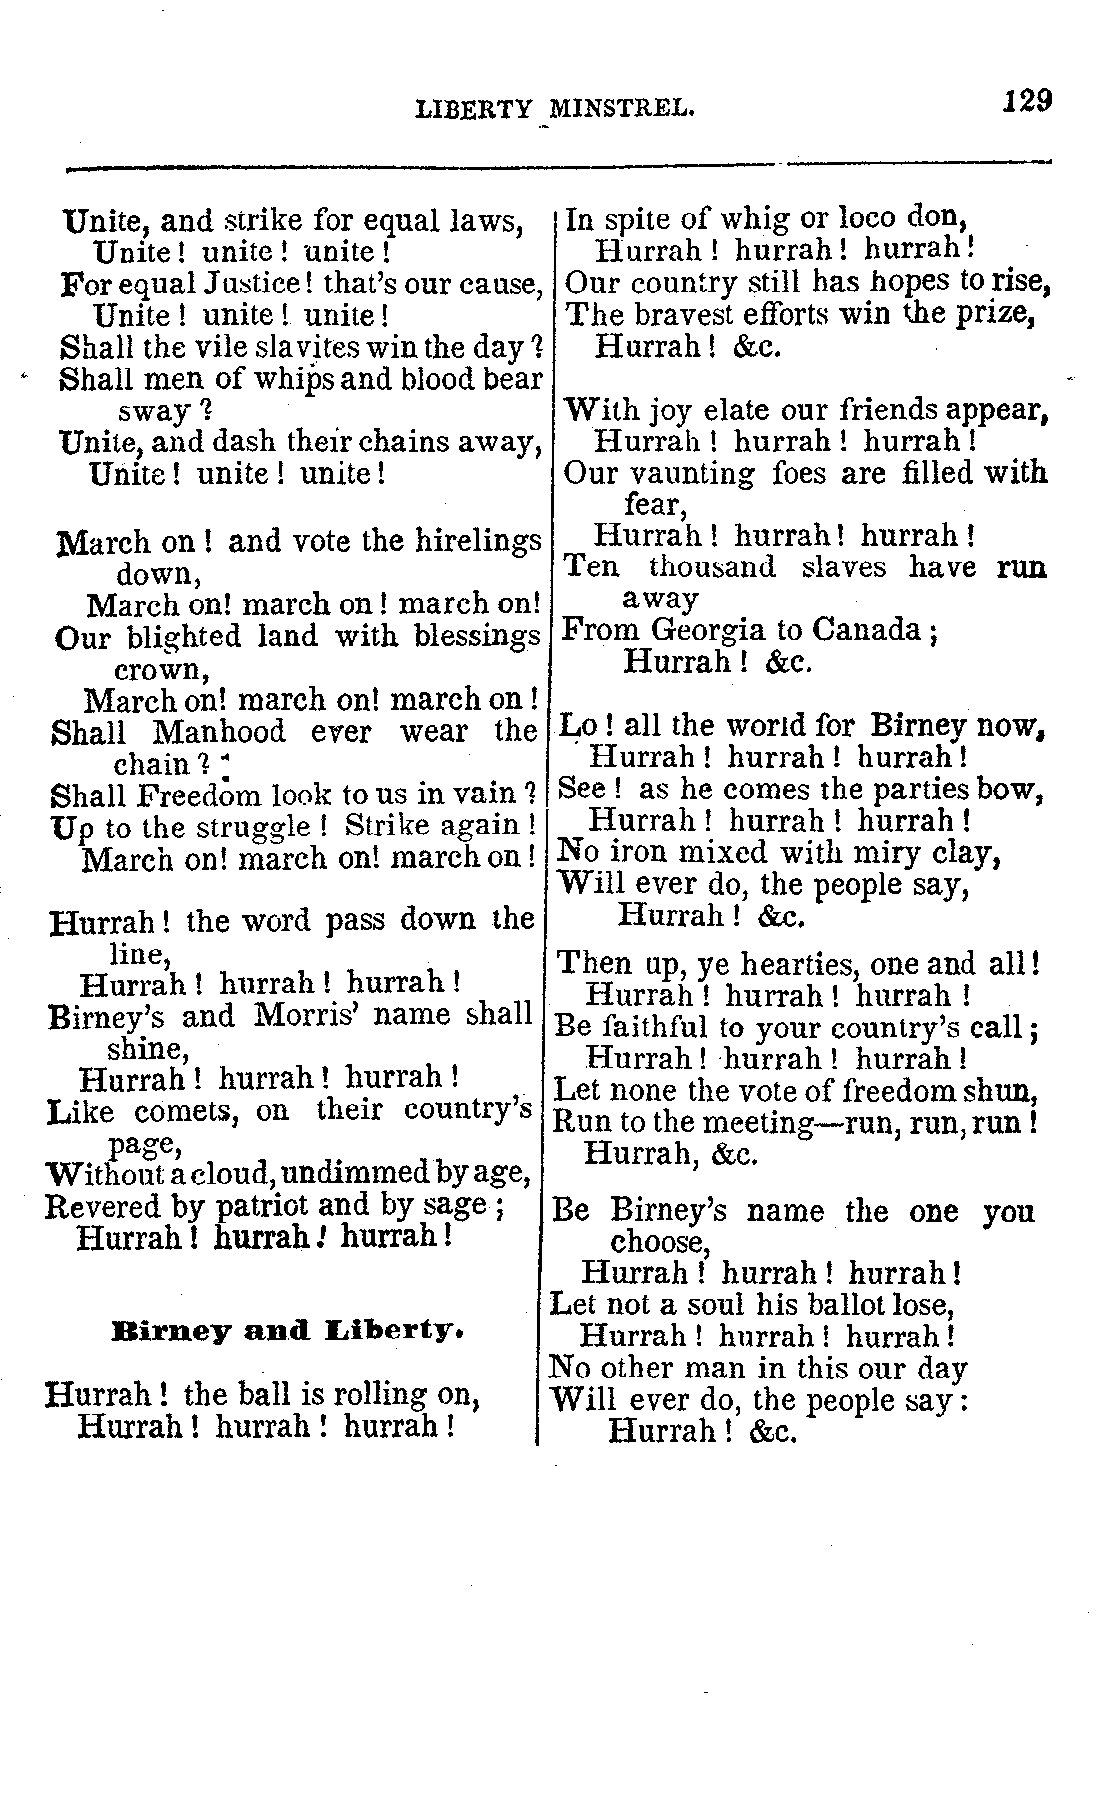 LIBERTY MINSTREL.
129
Unite, and strike for equal laws,
Unite! unite! unite!
For equal Justice! that's our cause,
Unite! unite! unite!
Shall the vile slavites win the day?
Shall men of whips and blood bear
sway?
Unite, and dash their chains away,
Unite! unite! unite!
March on! and vote the hirelings
down,
March on! march on! march on!
Our blighted land with blessings
crown,
March on! march on! march on!
Shall Manhood ever wear the
chain?
Shall Freedom look to us in vain?
Up to the struggle! Strike again!
March on! march on! march on!
Hurrah! the word pass down the
line,
Hurrah! hurrah! hurrah!
Birney's and Morris' name shall
shine,
Hurrah! hurrah! hurrah!
Like comets, on their country's
page,
Without a cloud, undimmed by age,
Revered by patriot and by sage;
Hurrah! hurrah! hurrah!
Birney and Liberty.
Hurrah! the ball is rolling on,
Hurrah! hurrah! hurrah!
In spite of whig or loco don,
Hurrah! hurrah! hurrah!
Our country still has hopes to rise,
The bravest efforts win the prize,
Hurrah! &c.
With joy elate our friends appear,
Hurrah! hurrah! hurrah!
Our vaunting foes are filled with
fear,
Hurrah! hurrah! hurrah!
Ten thousand slaves have run
away
From Georgia to Canada;
Hurrah! &c.
Lo! all the world for Birney now,
Hurrah! hurrah! hurrah!
See! as he comes the parties bow,
Hurrah! hurrah! hurrah!
No iron mixed with miry clay,
Will ever do, the people say,
Hurrah! &c.
Then up, ye hearties, one and all!
Hurrah! hurrah! hurrah!
Be faithful to your country's call;
Hurrah! hurrah! hurrah!
Let none the vote of freedom shun,
Run to the meeting—run, run, run!
Hurrah, &c.
Be Birney's name the one you
choose,
Hurrah! hurrah! hurrah!
Let not a soul his ballot lose,
Hurrah! hurrah! hurrah!
No other man in this our day
Will ever do, the people say:
Hurrah! &c.